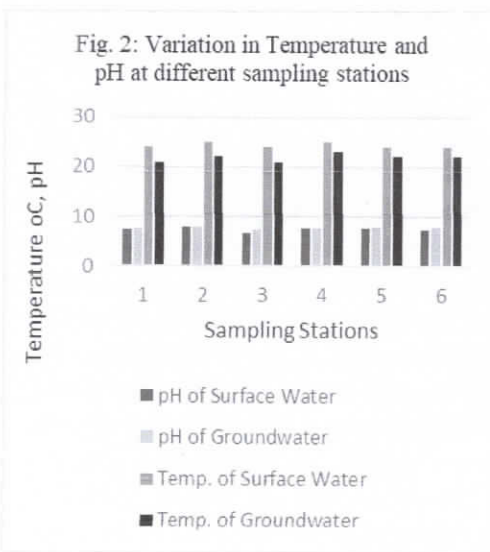 Fig. 2: Variation in Temperature and
pH at different sampling stations
Temperature oC, pH
30
20
10
0
1 2 3 4 5 6
Sampling Stations
pH of Surface Water
pH of Groundwater
Temp. of Surface Water
Temp. of Groundwater